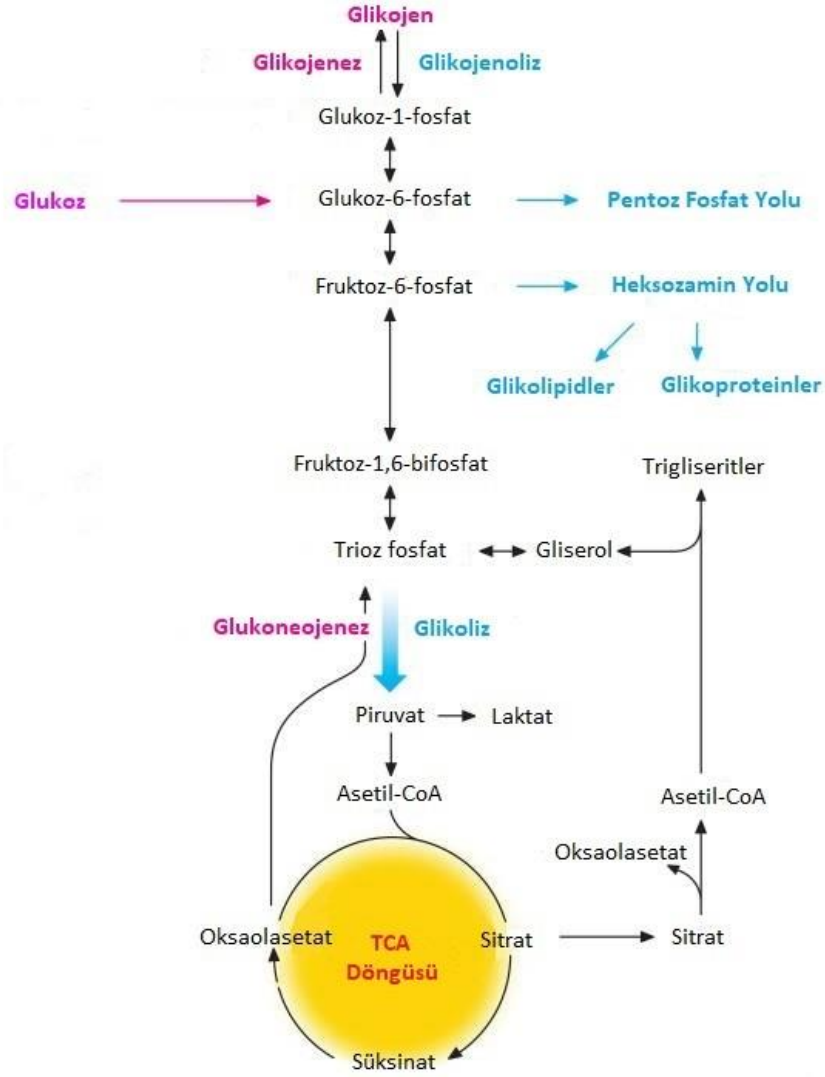 Glikojen
Glikojenez
Glikojenoliz
Glukoz-1-fosfat
Glukoz
Glukoz-6-fosfat
Pentoz Fosfat Yolu
Fruktoz-6-fosfat
Heksozamin Yolu
Glikolipidler
Glikoproteinler
Fruktoz-1,6-bifosfat
Trigliseritler
Trioz fosfat
Gliserol
Glukoneojenez
Glikoliz
Piruvat
Laktat
Asetil-CoA
Asetil-CoA
Oksaolasetat
Oksaolasetat
TCA
Döngüsü
Sitrat
Sitrat
Süksinat